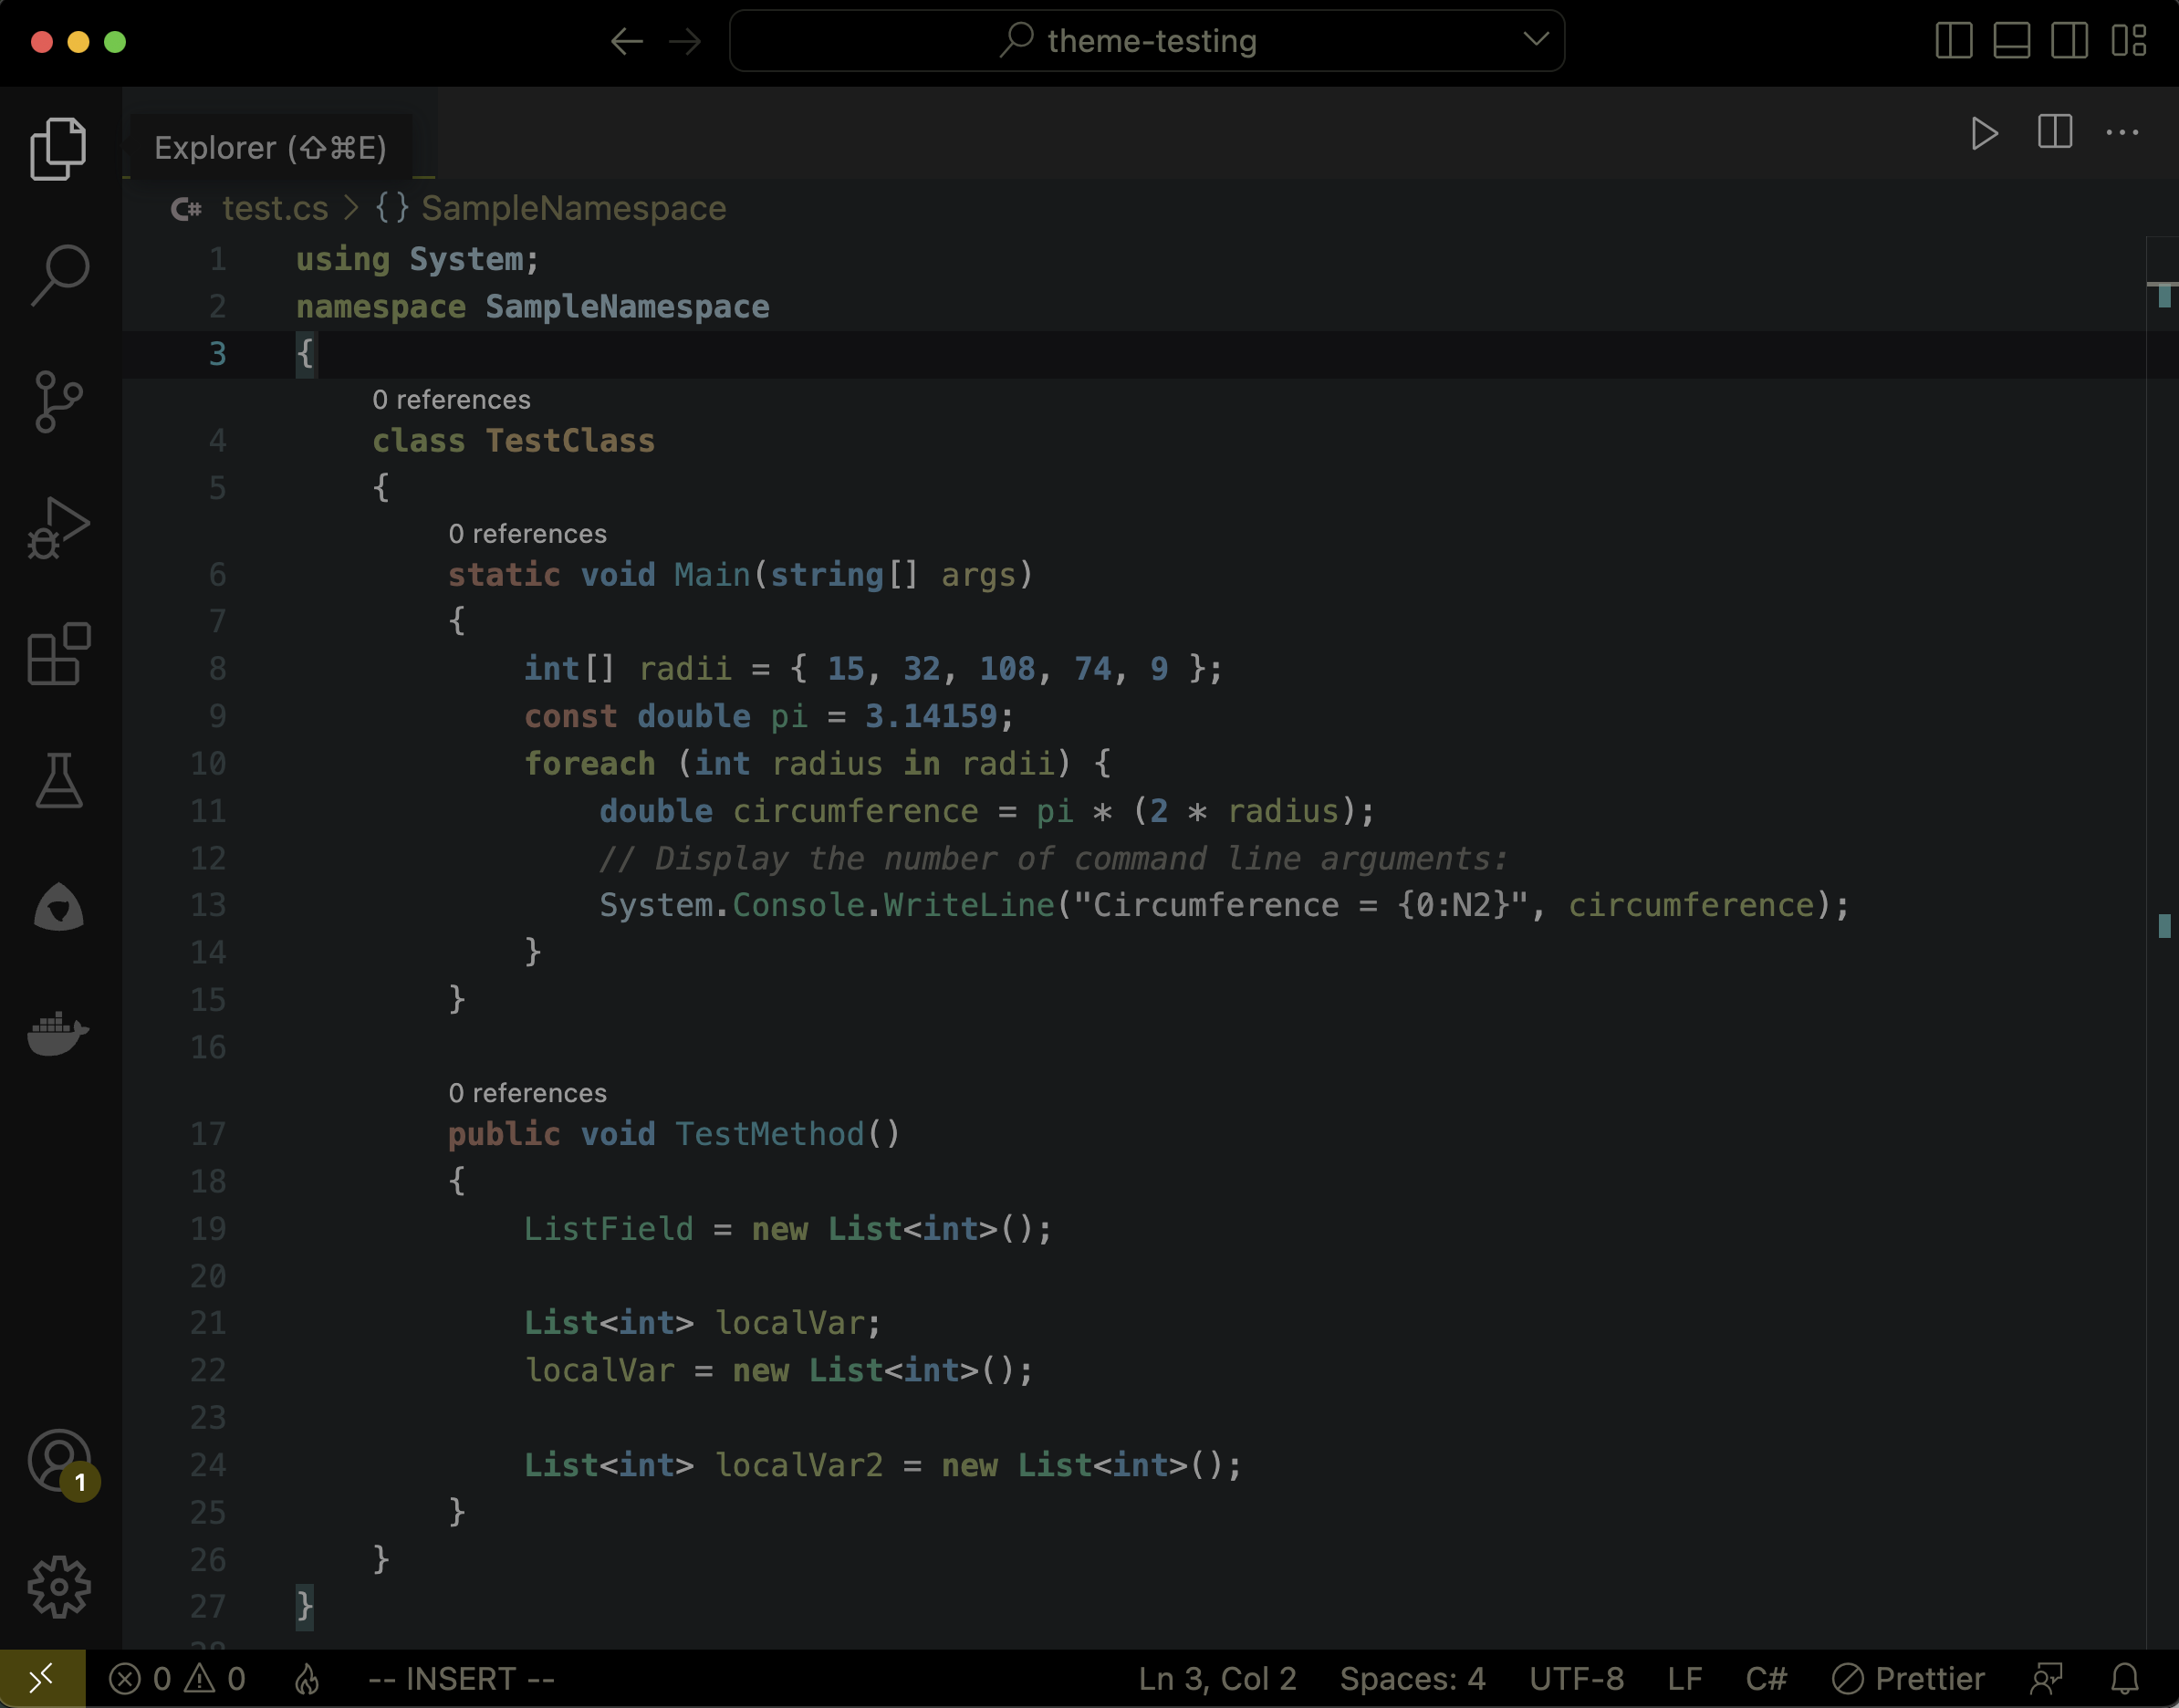 theme-testing
Explorer (⇧⌘E)
C# test.cs > {} SampleNamespace
1 using System;
2 namespace SampleNamespace
3 {
0 references
4 class TestClass
5 {
0 references
6 static void Main(string[] args)
7 {
8 int[] radii = { 15, 32, 108, 74, 9 };
9 const double pi = 3.14159;
10 foreach (int radius in radii) {
11 double circumference = pi * (2 * radius);
12 // Display the number of command line arguments:
13 System.Console.WriteLine("Circumference = {0:N2}", circumference);
14 }
15 }
16
0 references
17 public void TestMethod()
18 {
19 ListField = new List<int>();
20
21 List<int> localVar;
22 localVar = new List<int>();
23
24 List<int> localVar2 = new List<int>();
25 }
26 }
27 }
28
1
0 0 -- INSERT -- Ln 3, Col 2 Spaces: 4 UTF-8 LF C# Prettier